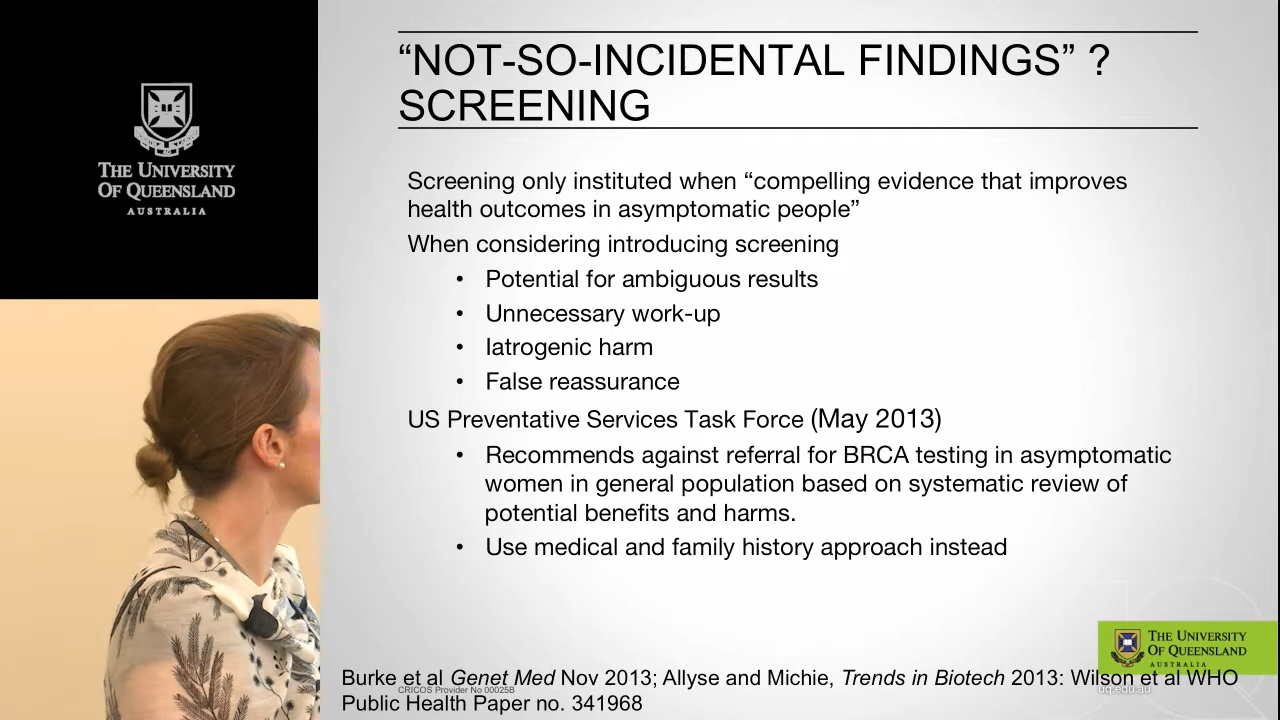 THE UNIVERSITY
OF QUEENSLAND
AUSTRALIA
“NOT-SO-INCIDENTAL FINDINGS” ?
SCREENING
Screening only instituted when “compelling evidence that improves
health outcomes in asymptomatic people”
When considering introducing screening
• Potential for ambiguous results
• Unnecessary work-up
• Iatrogenic harm
• False reassurance
US Preventative Services Task Force (May 2013)
• Recommends against referral for BRCA testing in asymptomatic
women in general population based on systematic review of
potential benefits and harms.
• Use medical and family history approach instead
THE UNIVERSITY
OF QUEENSLAND
AUSTRALIA
Burke et al Genet Med Nov 2013; Allyse and Michie, Trends in Biotech 2013: Wilson et al WHO
CRICOS Provider No 00025B
uq.edu.au
Public Health Paper no. 341968